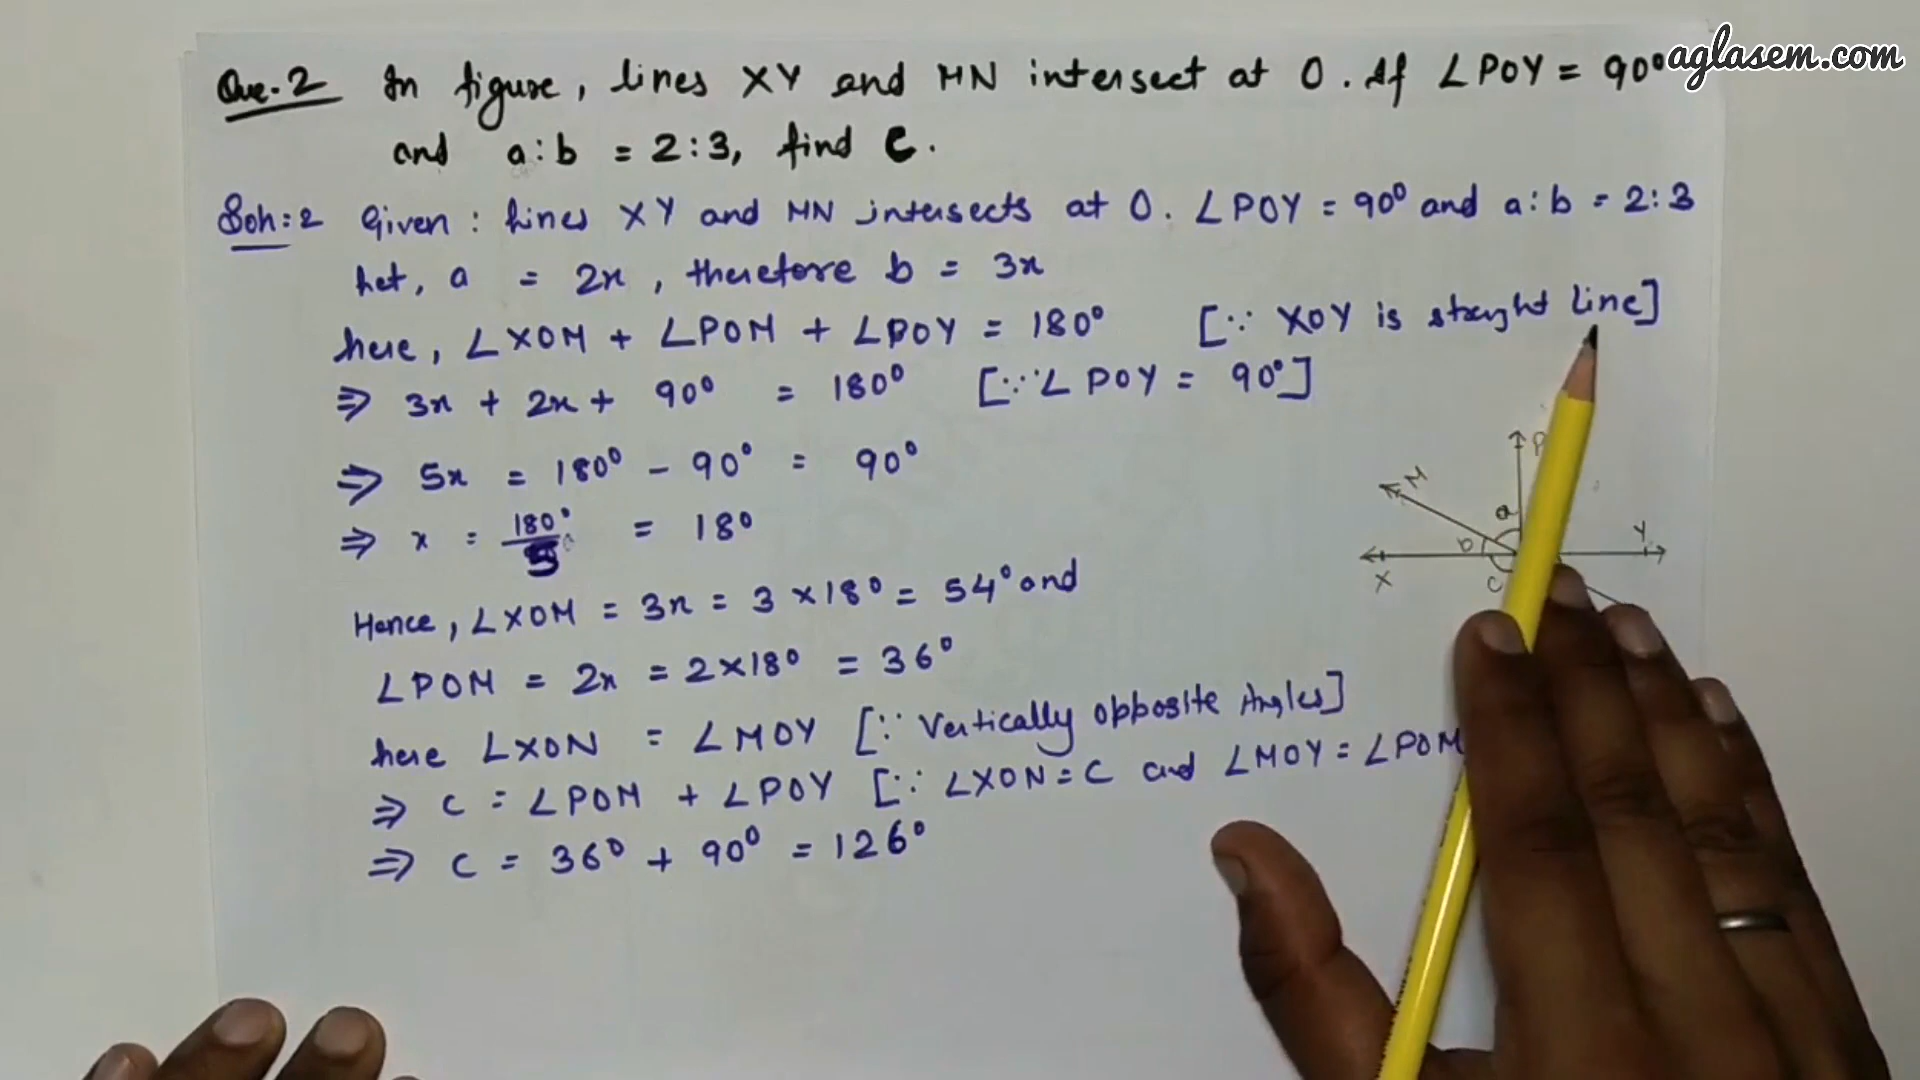 aglasem.com
Que.2 In figure, lines XY and MN intersect at O. If ∠POY = 90°
and a:b = 2:3, find C.
Soln:2 Given: Lines XY and MN intersects at O. ∠POY = 90° and a:b = 2:3
Let, a = 2x, therefore b = 3x
here, ∠XOM + ∠POM + ∠POY = 180° [∵ XOY is straight line]
⇒ 3x + 2x + 90° = 180° [∵ ∠POY = 90°]
⇒ 5x = 180° - 90° = 90°
⇒ x = 180°/5 = 18°
Hence, ∠XOM = 3x = 3×18° = 54° and
∠POM = 2x = 2×18° = 36°
here ∠XON = ∠MOY [∵ Vertically opposite Angles]
⇒ C = ∠POM + ∠POY [∵ ∠XON = C and ∠MOY = ∠POM
⇒ C = 36° + 90° = 126°
P
M
a
Y
b
X
C